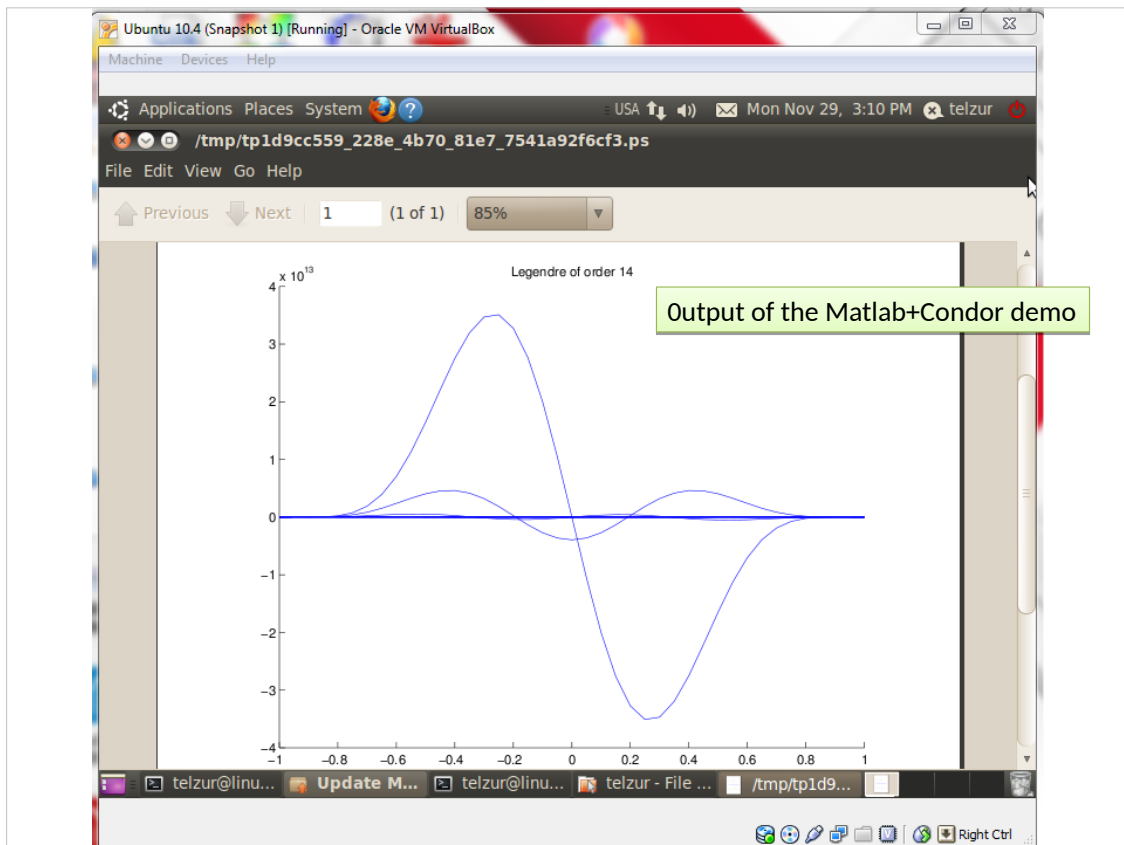 Ubuntu 10.4 (Snapshot 1) [Running] - Oracle VM VirtualBox
Machine Devices Help
Applications Places System ? USA Mon Nov 29, 3:10 PM telzur
/tmp/tp1d9cc559_228e_4b70_81e7_7541a92f6cf3.ps
File Edit View Go Help
Previous Next 1 (1 of 1) 85%
x 10¹³
Legendre of order 14
0utput of the Matlab+Condor demo
4
3
2
1
0
−1
−2
−3
−4
−1 −0.8 −0.6 −0.4 −0.2 0 0.2 0.4 0.6 0.8 1
telzur@linu... Update M... telzur@linu... telzur - File ... /tmp/tp1d9...
Right Ctrl